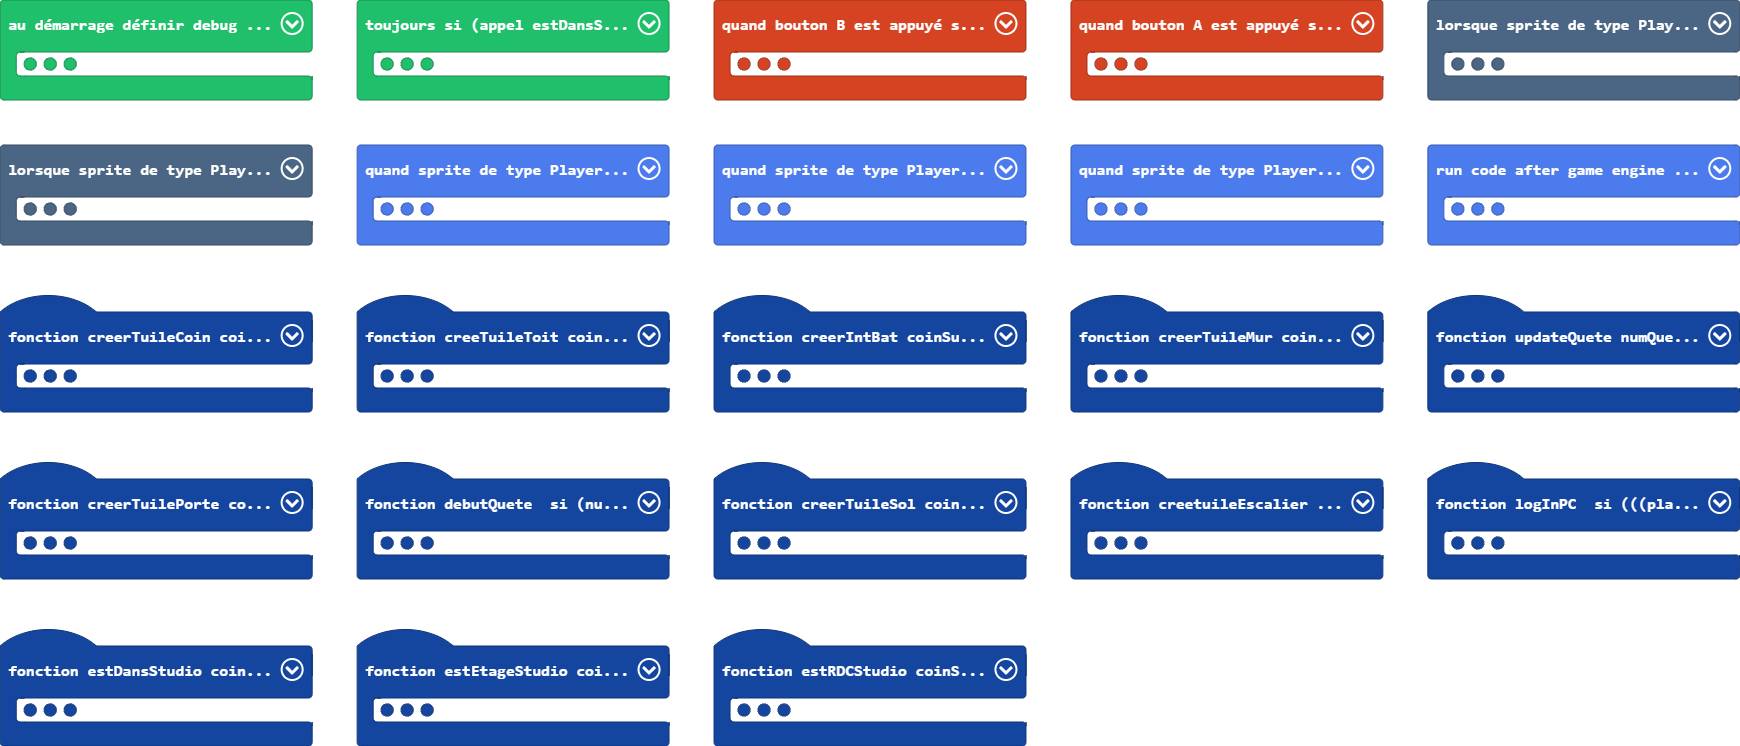 au démarrage définir debug ...
toujours si (appel estDansS...
quand bouton B est appuyé s...
quand bouton A est appuyé s...
lorsque sprite de type Play...
lorsque sprite de type Play...
quand sprite de type Player...
quand sprite de type Player...
quand sprite de type Player...
run code after game engine ...
fonction creerTuileCoin coi...
fonction creeTuileToit coin...
fonction creerIntBat coinSu...
fonction creerTuileMur coin...
fonction updateQuete numQue...
fonction creerTuilePorte co...
fonction debutQuete  si (nu...
fonction creerTuileSol coin...
fonction creetuileEscalier ...
fonction logInPC  si (((pla...
fonction estDansStudio coin...
fonction estEtageStudio coi...
fonction estRDCStudio coinS...